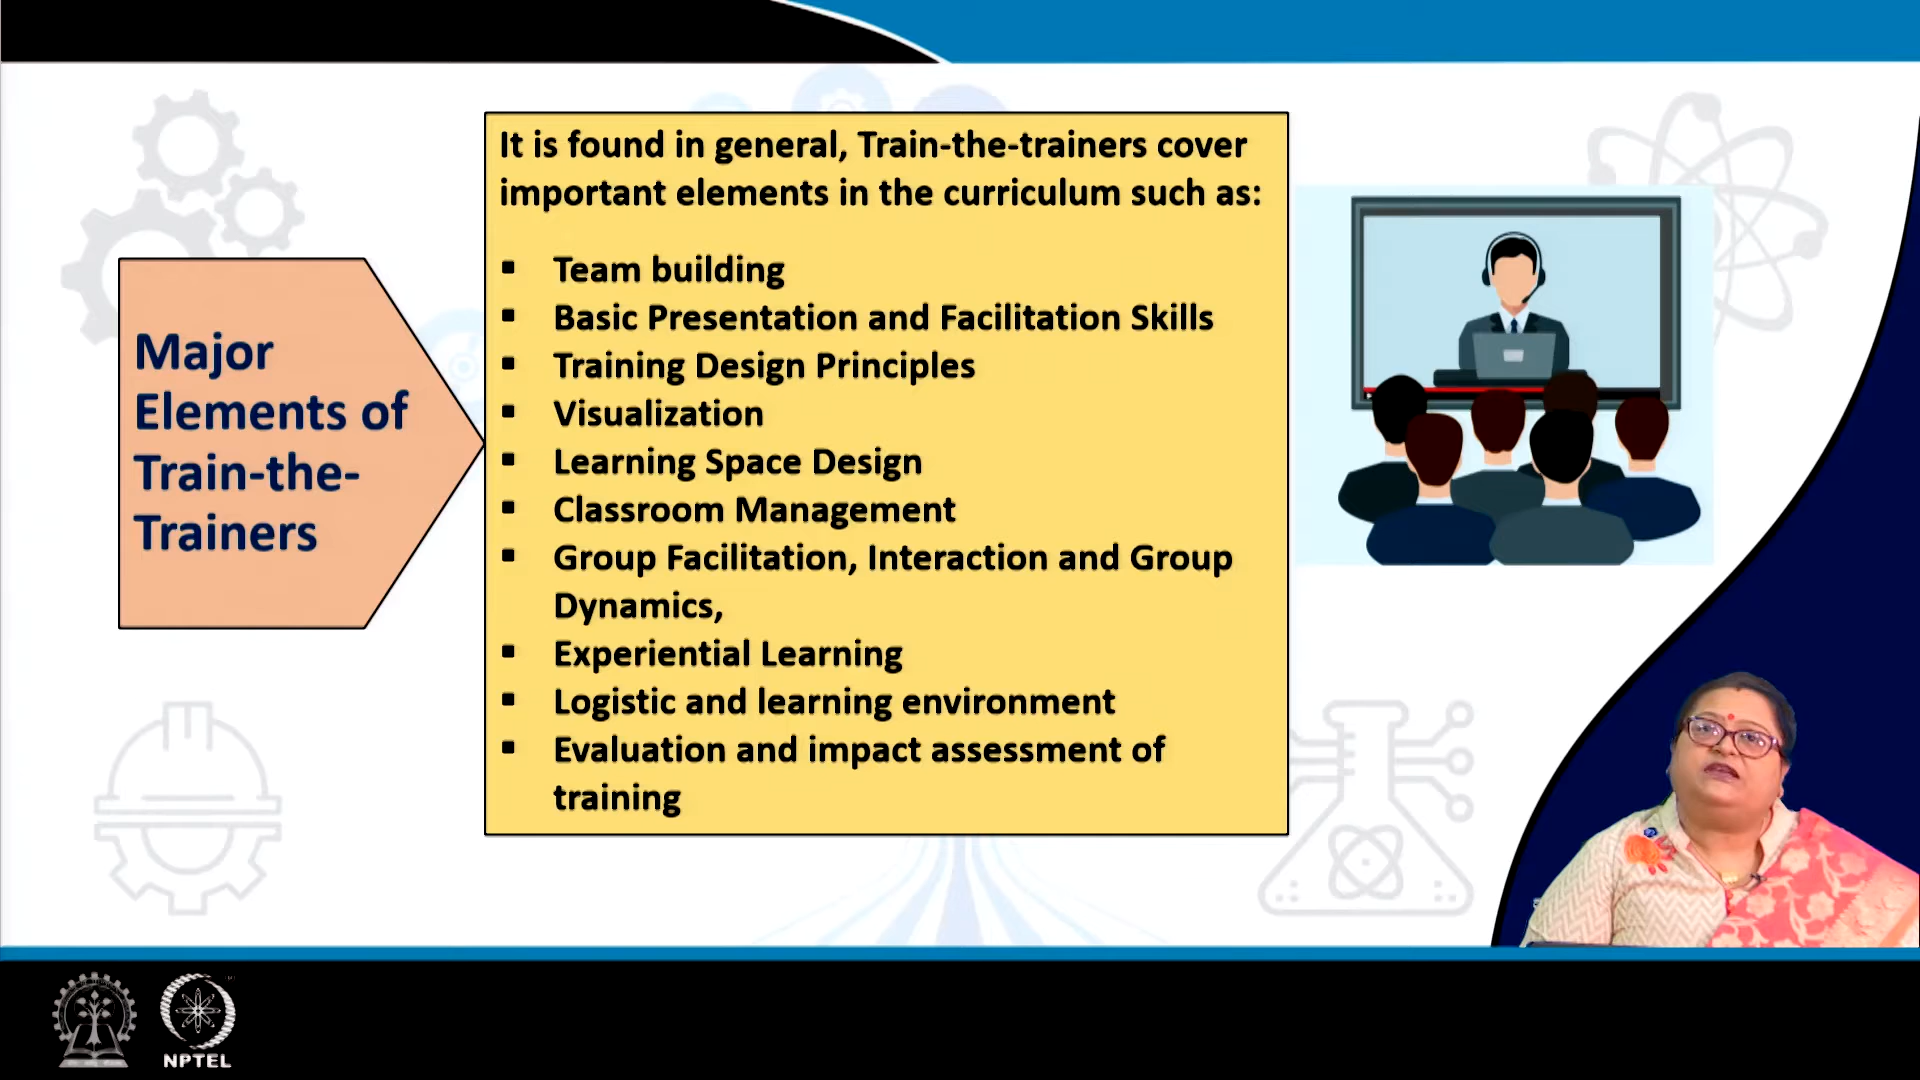 Major
Elements of
Train-the-
Trainers
It is found in general, Train-the-trainers cover
important elements in the curriculum such as:
▪ Team building
▪ Basic Presentation and Facilitation Skills
▪ Training Design Principles
▪ Visualization
▪ Learning Space Design
▪ Classroom Management
▪ Group Facilitation, Interaction and Group
Dynamics,
▪ Experiential Learning
▪ Logistic and learning environment
▪ Evaluation and impact assessment of
training
NPTEL